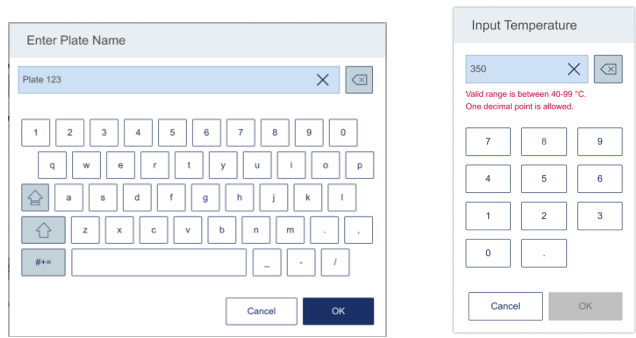 Enter Plate Name
Plate 123
1 2 3 4 5 6 7 8 9 0
q w e r t y u i o p
a s d f g h j k l
z x c v b n m . ,
#+= _ - /
Cancel OK
Input Temperature
350
Valid range is between 40-99 °C.
One decimal point is allowed.
7 8 9
4 5 6
1 2 3
0 .
Cancel OK